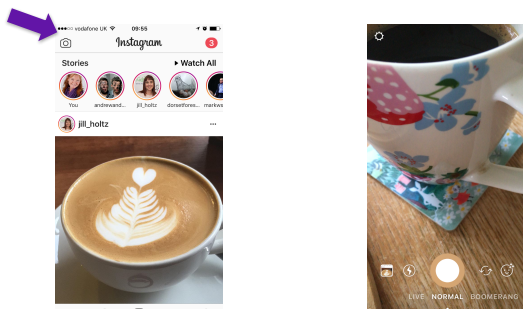 vodafone UK 09:55
Instagram
3
Stories
Watch All
You andrewand... jill_holtz dorsetfores... markws
jill_holtz
LIVE NORMAL BOOMERANG